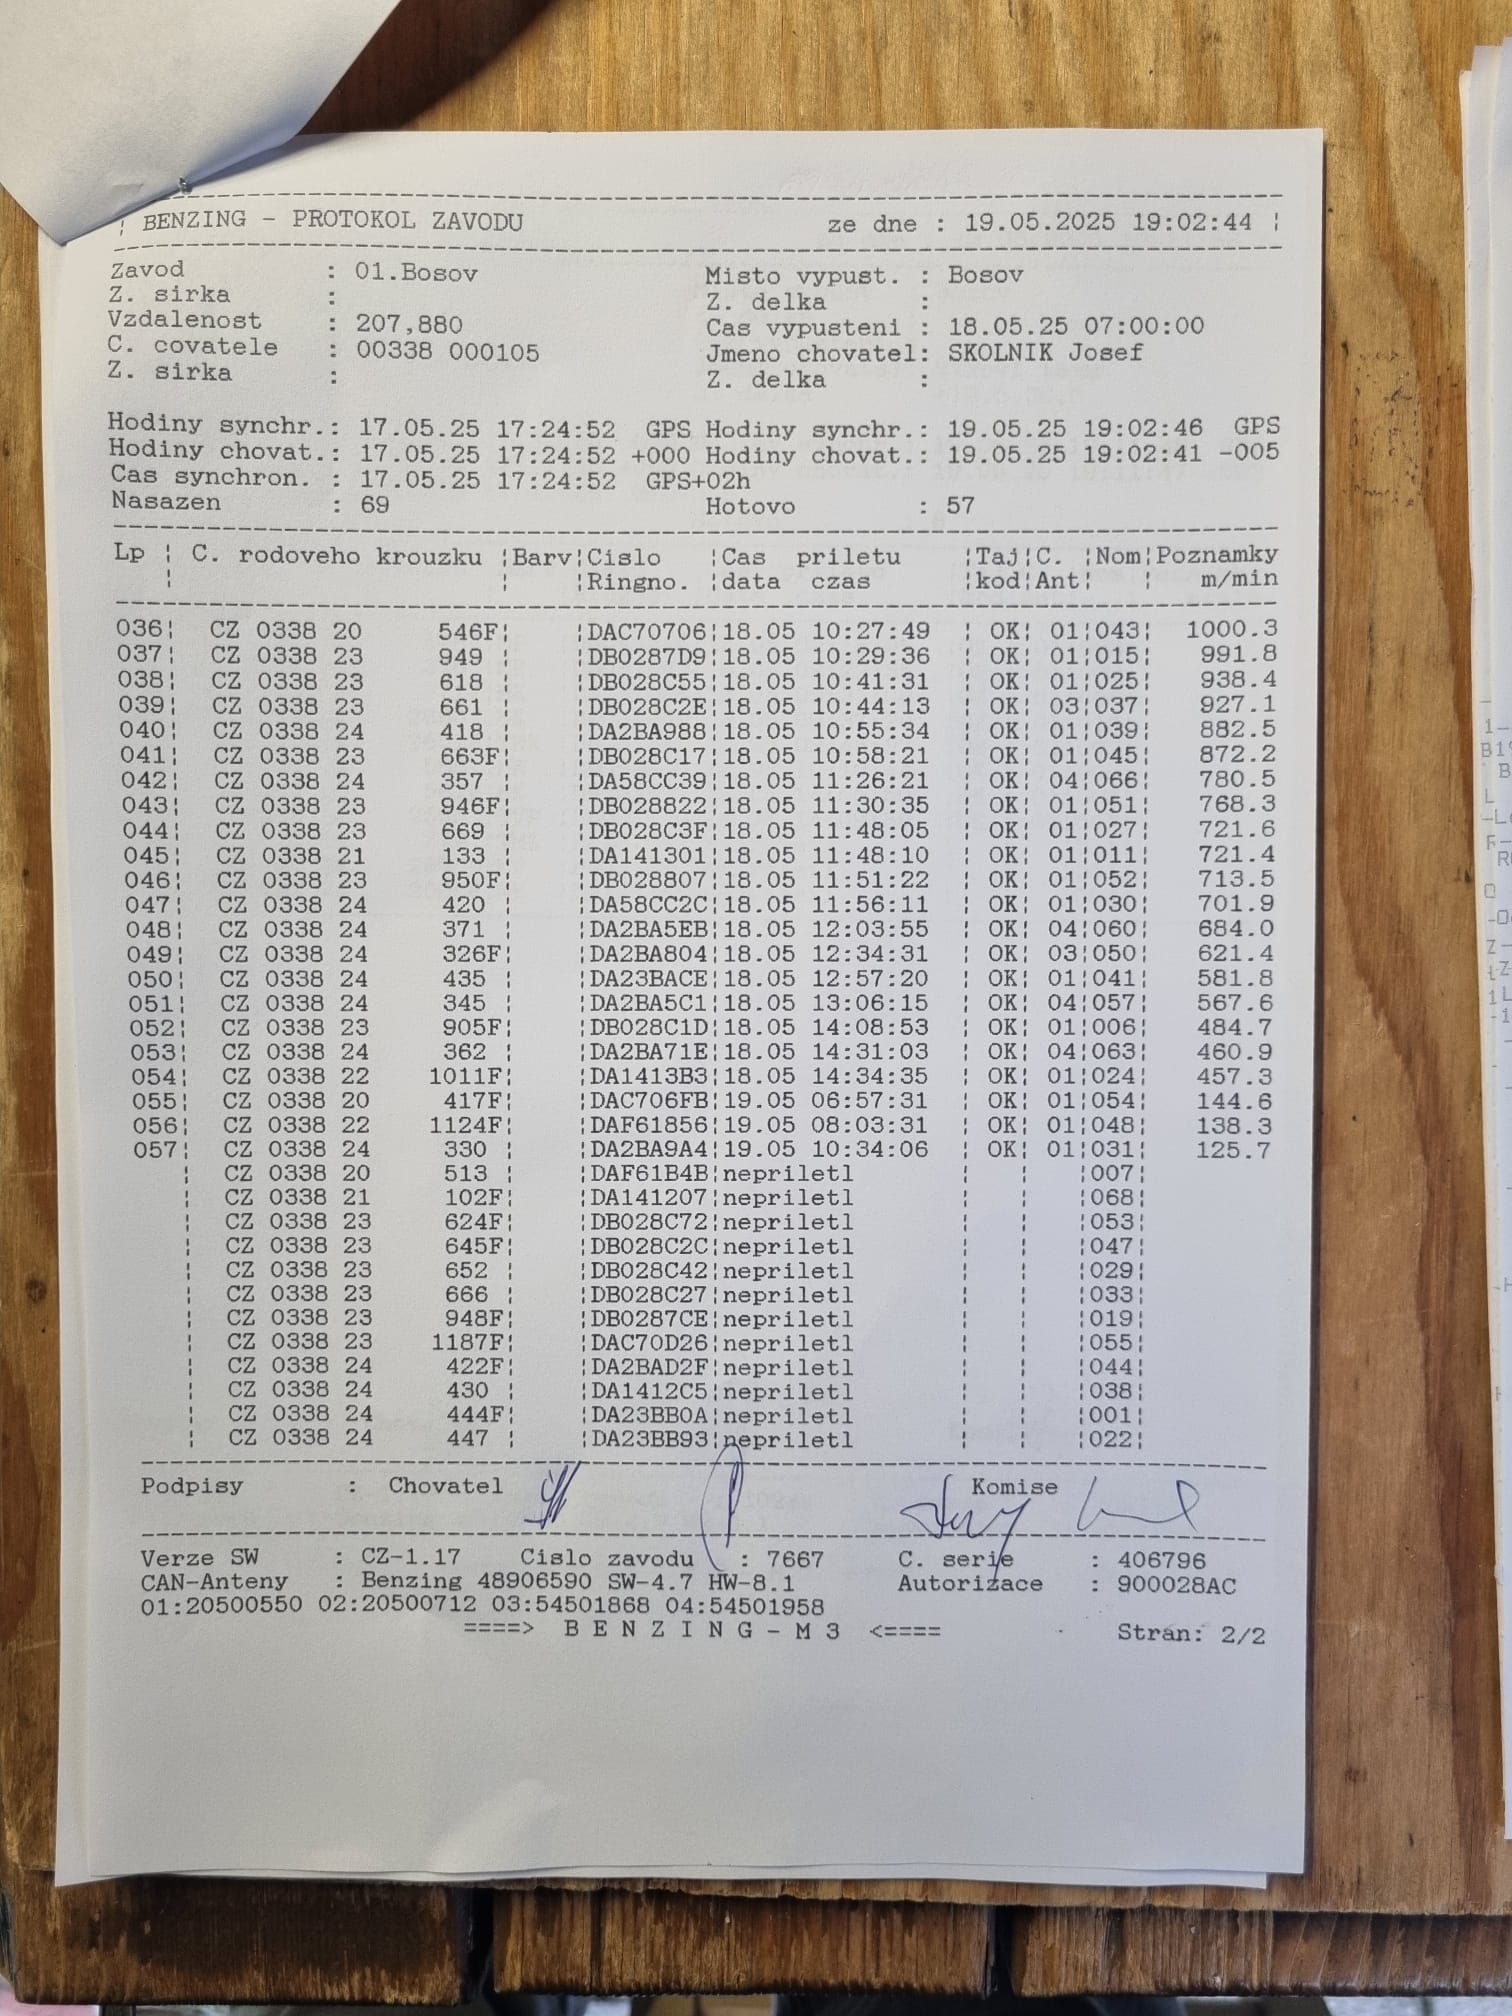 BENZING - PROTOKOL ZAVODU ze dne : 19.05.2025 19:02:44
Zavod : 01.Bosov Misto vypust. : Bosov
Z. sirka : Z. delka :
Vzdalenost : 207,880 Cas vypusteni : 18.05.25 07:00:00
C. covatele : 00338 000105 Jmeno chovatel: SKOLNIK Josef
Z. sirka : Z. delka :
Hodiny synchr.: 17.05.25 17:24:52 GPS Hodiny synchr.: 19.05.25 19:02:46 GPS
Hodiny chovat.: 17.05.25 17:24:52 +000 Hodiny chovat.: 19.05.25 19:02:41 -005
Cas synchron. : 17.05.25 17:24:52 GPS+02h
Nasazen : 69 Hotovo : 57
Lp ¦ C. rodoveho krouzku ¦Barv¦Cislo ¦Cas priletu ¦Taj¦C. ¦Nom¦Poznamky
¦ ¦ ¦Ringno. ¦data czas ¦kod¦Ant¦ ¦ m/min
036¦ CZ 0338 20 546F¦ ¦DAC70706¦18.05 10:27:49 ¦ OK¦ 01¦043¦ 1000.3
037¦ CZ 0338 23 949 ¦ ¦DB0287D9¦18.05 10:29:36 ¦ OK¦ 01¦015¦ 991.8
038¦ CZ 0338 23 618 ¦ ¦DB028C55¦18.05 10:41:31 ¦ OK¦ 01¦025¦ 938.4
039¦ CZ 0338 23 661 ¦ ¦DB028C2E¦18.05 10:44:13 ¦ OK¦ 03¦037¦ 927.1
040¦ CZ 0338 24 418 ¦ ¦DA2BA988¦18.05 10:55:34 ¦ OK¦ 01¦039¦ 882.5
041¦ CZ 0338 23 663F¦ ¦DB028C17¦18.05 10:58:21 ¦ OK¦ 01¦045¦ 872.2
042¦ CZ 0338 24 357 ¦ ¦DA58CC39¦18.05 11:26:21 ¦ OK¦ 04¦066¦ 780.5
043¦ CZ 0338 23 946F¦ ¦DB028822¦18.05 11:30:35 ¦ OK¦ 01¦051¦ 768.3
044¦ CZ 0338 23 669 ¦ ¦DB028C3F¦18.05 11:48:05 ¦ OK¦ 01¦027¦ 721.6
045¦ CZ 0338 21 133 ¦ ¦DA141301¦18.05 11:48:10 ¦ OK¦ 01¦011¦ 721.4
046¦ CZ 0338 23 950F¦ ¦DB028807¦18.05 11:51:22 ¦ OK¦ 01¦052¦ 713.5
047¦ CZ 0338 24 420 ¦ ¦DA58CC2C¦18.05 11:56:11 ¦ OK¦ 01¦030¦ 701.9
048¦ CZ 0338 24 371 ¦ ¦DA2BA5EB¦18.05 12:03:55 ¦ OK¦ 04¦060¦ 684.0
049¦ CZ 0338 24 326F¦ ¦DA2BA804¦18.05 12:34:31 ¦ OK¦ 03¦050¦ 621.4
050¦ CZ 0338 24 435 ¦ ¦DA23BACE¦18.05 12:57:20 ¦ OK¦ 01¦041¦ 581.8
051¦ CZ 0338 24 345 ¦ ¦DA2BA5C1¦18.05 13:06:15 ¦ OK¦ 04¦057¦ 567.6
052¦ CZ 0338 23 905F¦ ¦DB028C1D¦18.05 14:08:53 ¦ OK¦ 01¦006¦ 484.7
053¦ CZ 0338 24 362 ¦ ¦DA2BA71E¦18.05 14:31:03 ¦ OK¦ 04¦063¦ 460.9
054¦ CZ 0338 22 1011F¦ ¦DA1413B3¦18.05 14:34:35 ¦ OK¦ 01¦024¦ 457.3
055¦ CZ 0338 20 417F¦ ¦DAC706FB¦19.05 06:57:31 ¦ OK¦ 01¦054¦ 144.6
056¦ CZ 0338 22 1124F¦ ¦DAF61856¦19.05 08:03:31 ¦ OK¦ 01¦048¦ 138.3
057¦ CZ 0338 24 330 ¦ ¦DA2BA9A4¦19.05 10:34:06 ¦ OK¦ 01¦031¦ 125.7
¦ CZ 0338 20 513 ¦ ¦DAF61B4B¦nepriletl ¦ ¦ ¦007¦
¦ CZ 0338 21 102F¦ ¦DA141207¦nepriletl ¦ ¦ ¦068¦
¦ CZ 0338 23 624F¦ ¦DB028C72¦nepriletl ¦ ¦ ¦053¦
¦ CZ 0338 23 645F¦ ¦DB028C2C¦nepriletl ¦ ¦ ¦047¦
¦ CZ 0338 23 652 ¦ ¦DB028C42¦nepriletl ¦ ¦ ¦029¦
¦ CZ 0338 23 666 ¦ ¦DB028C27¦nepriletl ¦ ¦ ¦033¦
¦ CZ 0338 23 948F¦ ¦DB0287CE¦nepriletl ¦ ¦ ¦019¦
¦ CZ 0338 23 1187F¦ ¦DAC70D26¦nepriletl ¦ ¦ ¦055¦
¦ CZ 0338 24 422F¦ ¦DA2BAD2F¦nepriletl ¦ ¦ ¦044¦
¦ CZ 0338 24 430 ¦ ¦DA1412C5¦nepriletl ¦ ¦ ¦038¦
¦ CZ 0338 24 444F¦ ¦DA23BB0A¦nepriletl ¦ ¦ ¦001¦
¦ CZ 0338 24 447 ¦ ¦DA23BB93¦nepriletl ¦ ¦ ¦022¦
Podpisy : Chovatel Komise
Verze SW : CZ-1.17 Cislo zavodu : 7667 C. serie : 406796
CAN-Anteny : Benzing 48906590 SW-4.7 HW-8.1 Autorizace : 900028AC
01:20500550 02:20500712 03:54501868 04:54501958
====> B E N Z I N G - M 3 <==== Stran: 2/2